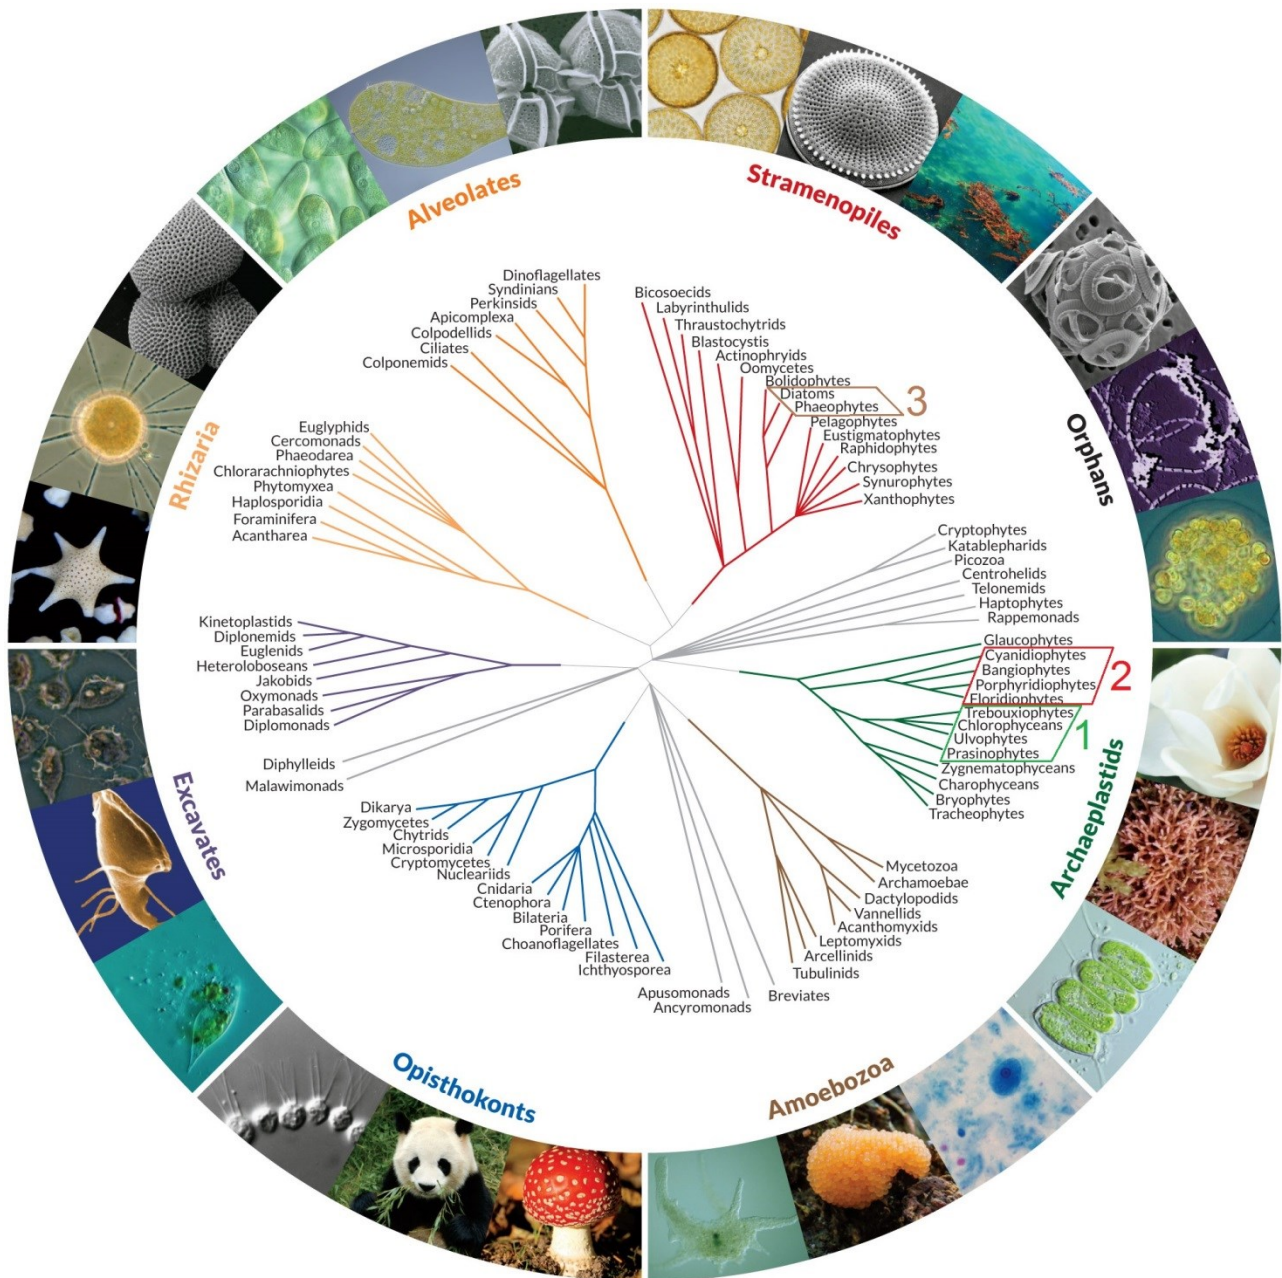 Alveolates
Stramenopiles
Dinoflagellates
Syndinians
Perkinsids
Apicomplexa
Colpodellids
Ciliates
Colponemids
Bicosoecids
Labyrinthulids
Thraustochytrids
Blastocystis
Actinophryids
Oomycetes
Bolidophytes
Diatoms
Phaeophytes
3
Pelagophytes
Eustigmatophytes
Raphidophytes
Chrysophytes
Synurophytes
Xanthophytes
Orphans
Rhizaria
Euglyphids
Cercomonads
Phaeodarea
Chlorarachniophytes
Phytomyxea
Haplosporidia
Foraminifera
Acantharea
Cryptophytes
Katablepharids
Picozoa
Centrohelids
Telonemids
Haptophytes
Rappemonads
Kinetoplastids
Diplonemids
Euglenids
Heteroloboseans
Jakobids
Oxymonads
Parabasalids
Diplomonads
Glaucophytes
Cyanidiophytes
Bangiophytes
Porphyridiophytes
Floridiophytes
2
Trebouxiophytes
Chlorophyceans
Ulvophytes
Prasinophytes
1
Zygnematophyceans
Charophyceans
Bryophytes
Tracheophytes
Archaeplastids
Excavates
Diphylleids
Malawimonads
Dikarya
Zygomycetes
Chytrids
Microsporidia
Cryptomycetes
Nucleariids
Cnidaria
Ctenophora
Bilateria
Porifera
Choanoflagellates
Filasterea
Ichthyosporea
Mycetozoa
Archamoebae
Dactylopodids
Vannellids
Acanthomyxids
Leptomyxids
Arcellinids
Tubulinids
Apusomonads
Ancyromonads
Breviates
Opisthokonts
Amoebozoa